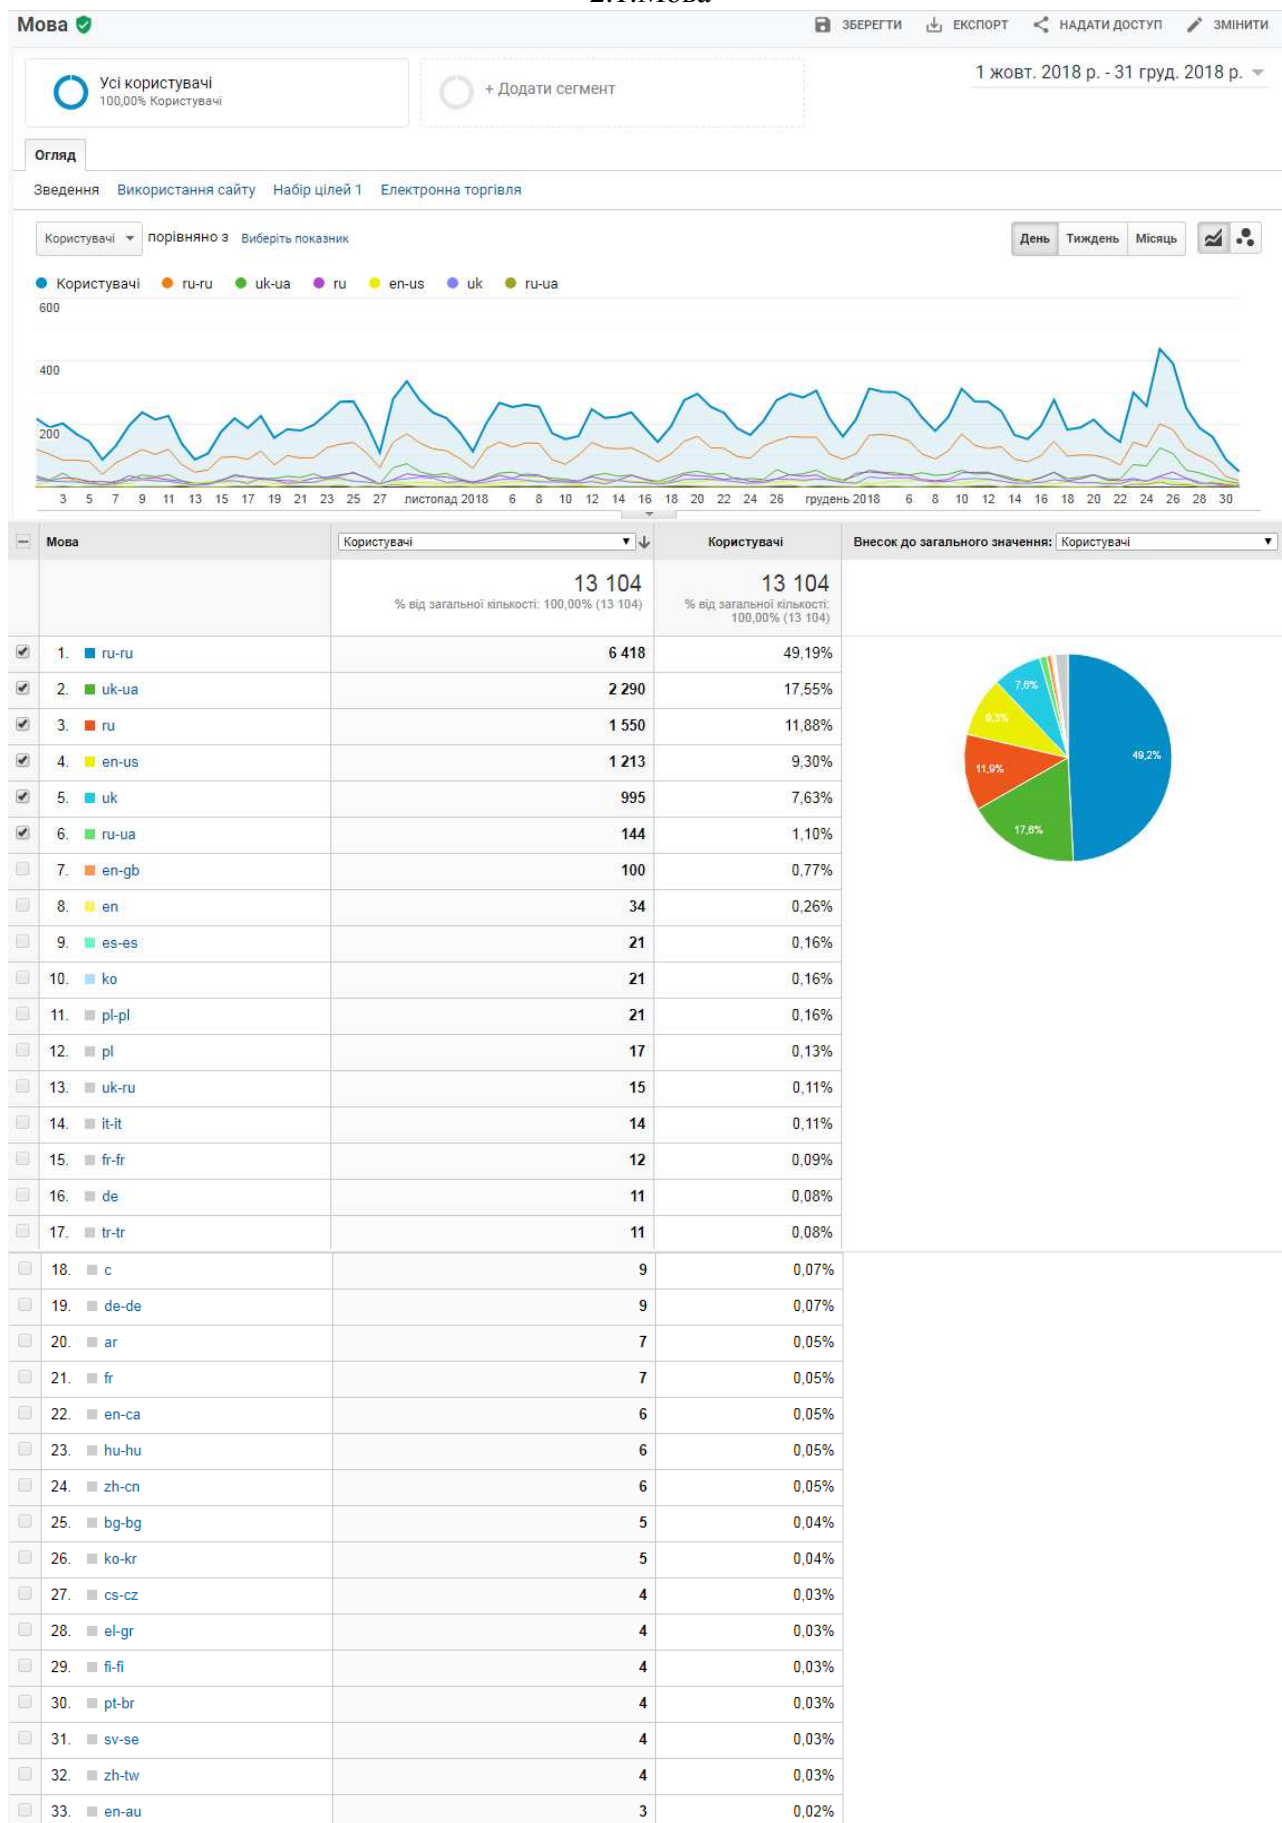 2.1.Мова
Мова
ЗБЕРЕГТИ ЕКСПОРТ НАДАТИ ДОСТУП ЗМІНИТИ
Усі користувачі
100,00% Користувачі
+ Додати сегмент
1 жовт. 2018 р. - 31 груд. 2018 р.
Огляд
Зведення Використання сайту Набір цілей 1 Електронна торгівля
Користувачі порівняно з Виберіть показник
День Тиждень Місяць
Користувачі ru-ru uk-ua ru en-us uk ru-ua
600
400
200
3 5 7 9 11 13 15 17 19 21 23 25 27 листопад 2018 6 8 10 12 14 16 18 20 22 24 26 грудень 2018 6 8 10 12 14 16 18 20 22 24 26 28 30
Мова Користувачі Користувачі Внесок до загального значення: Користувачі
13 104 13 104
% від загальної кількості: 100,00% (13 104) % від загальної кількості:
100,00% (13 104)
1. ru-ru 6 418 49,19%
2. uk-ua 2 290 17,55%
3. ru 1 550 11,88%
4. en-us 1 213 9,30%
5. uk 995 7,63%
6. ru-ua 144 1,10%
7. en-gb 100 0,77%
8. en 34 0,26%
9. es-es 21 0,16%
10. ko 21 0,16%
11. pl-pl 21 0,16%
12. pl 17 0,13%
13. uk-ru 15 0,11%
14. it-it 14 0,11%
15. fr-fr 12 0,09%
16. de 11 0,08%
17. tr-tr 11 0,08%
18. c 9 0,07%
19. de-de 9 0,07%
20. ar 7 0,05%
21. fr 7 0,05%
22. en-ca 6 0,05%
23. hu-hu 6 0,05%
24. zh-cn 6 0,05%
25. bg-bg 5 0,04%
26. ko-kr 5 0,04%
27. cs-cz 4 0,03%
28. el-gr 4 0,03%
29. fi-fi 4 0,03%
30. pt-br 4 0,03%
31. sv-se 4 0,03%
32. zh-tw 4 0,03%
33. en-au 3 0,02%
7,6%
9,3%
49,2%
11,9%
17,6%